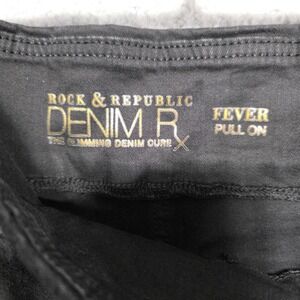 ROCK & REPUBLIC
DENIM Rx
THE SLIMMING DENIM CURE
FEVER
PULL ON